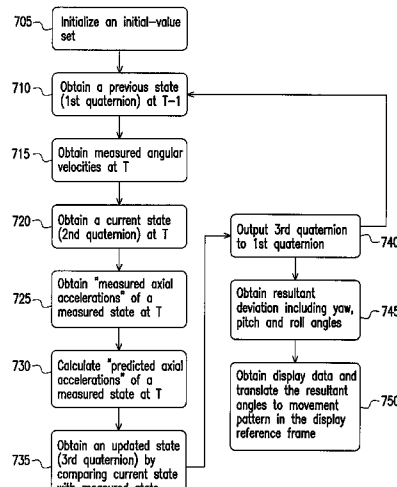 705
Initialize an initial-value
set
710
Obtain a previous state
(1st quaternion) at T-1
715
Obtain measured angular
velocities at T
720
Obtain a current state
(2nd quaternion) at T
725
Obtain "measured axial
accelerations" of a
measured state at T
730
Calculate "predicted axial
accelerations" of a
measured state at T
735
Obtain an updated state
(3rd quaternion) by
comparing current state
with measured state
Output 3rd quaternion
to 1st quaternion
740
Obtain resultant
deviation including yaw,
pitch and roll angles
745
Obtain display data and
translate the resultant
angles to movement
pattern in the display
reference frame
750